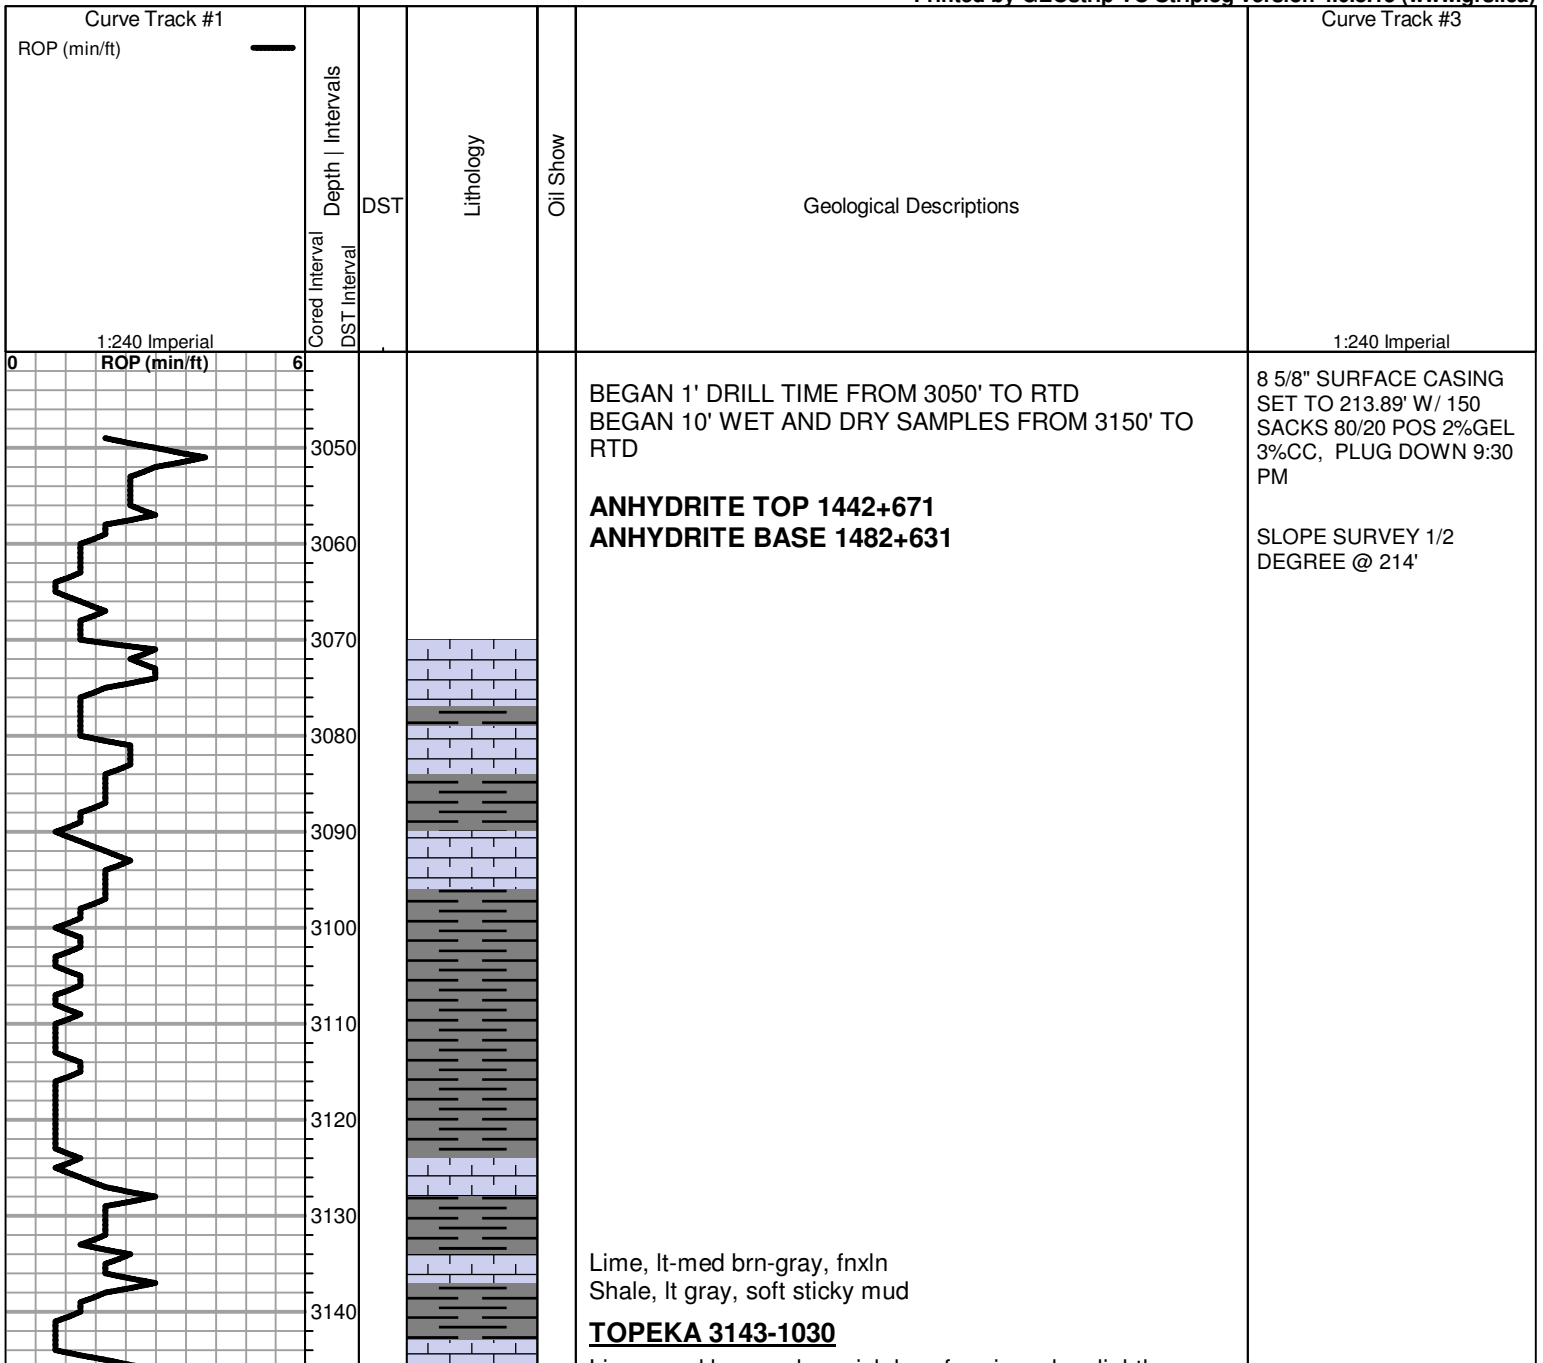 Curve Track #1
ROP (min/ft)
1:240 Imperial
Depth | Intervals
Cored Interval
DST Interval
DST
Lithology
Oil Show
Geological Descriptions
Curve Track #3
1:240 Imperial
0 ROP (min/ft) 6
BEGAN 1' DRILL TIME FROM 3050' TO RTD
BEGAN 10' WET AND DRY SAMPLES FROM 3150' TO
RTD
ANHYDRITE TOP 1442+671
ANHYDRITE BASE 1482+631
8 5/8" SURFACE CASING
SET TO 213.89' W/ 150
SACKS 80/20 POS 2%GEL
3%CC, PLUG DOWN 9:30
PM
SLOPE SURVEY 1/2
DEGREE @ 214'
3050
3060
3070
3080
3090
3100
3110
3120
3130
3140
Lime, lt-med brn-gray, fnxln
Shale, lt gray, soft sticky mud
TOPEKA 3143-1030